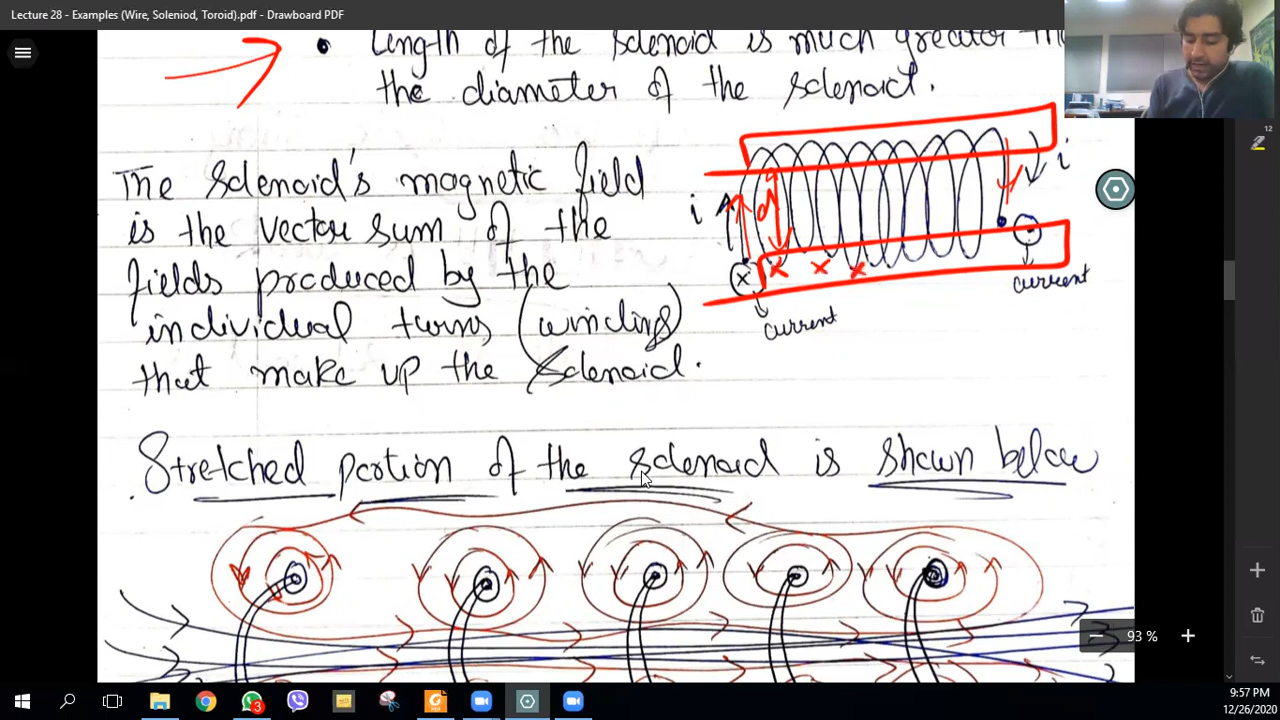 Lecture 28 - Examples (Wire, Soleniod, Toroid).pdf - Drawboard PDF
Length of the solenoid is much greater
the diameter of the solenoid.
The solenoid's magnetic field
is the vector sum of the
fields produced by the
individual turns (windings)
that make up the solenoid.
i
d
i
x
x x x
current
current
Stretched portion of the solenoid is shown below
93 %
12
3
9:57 PM
12/26/2020